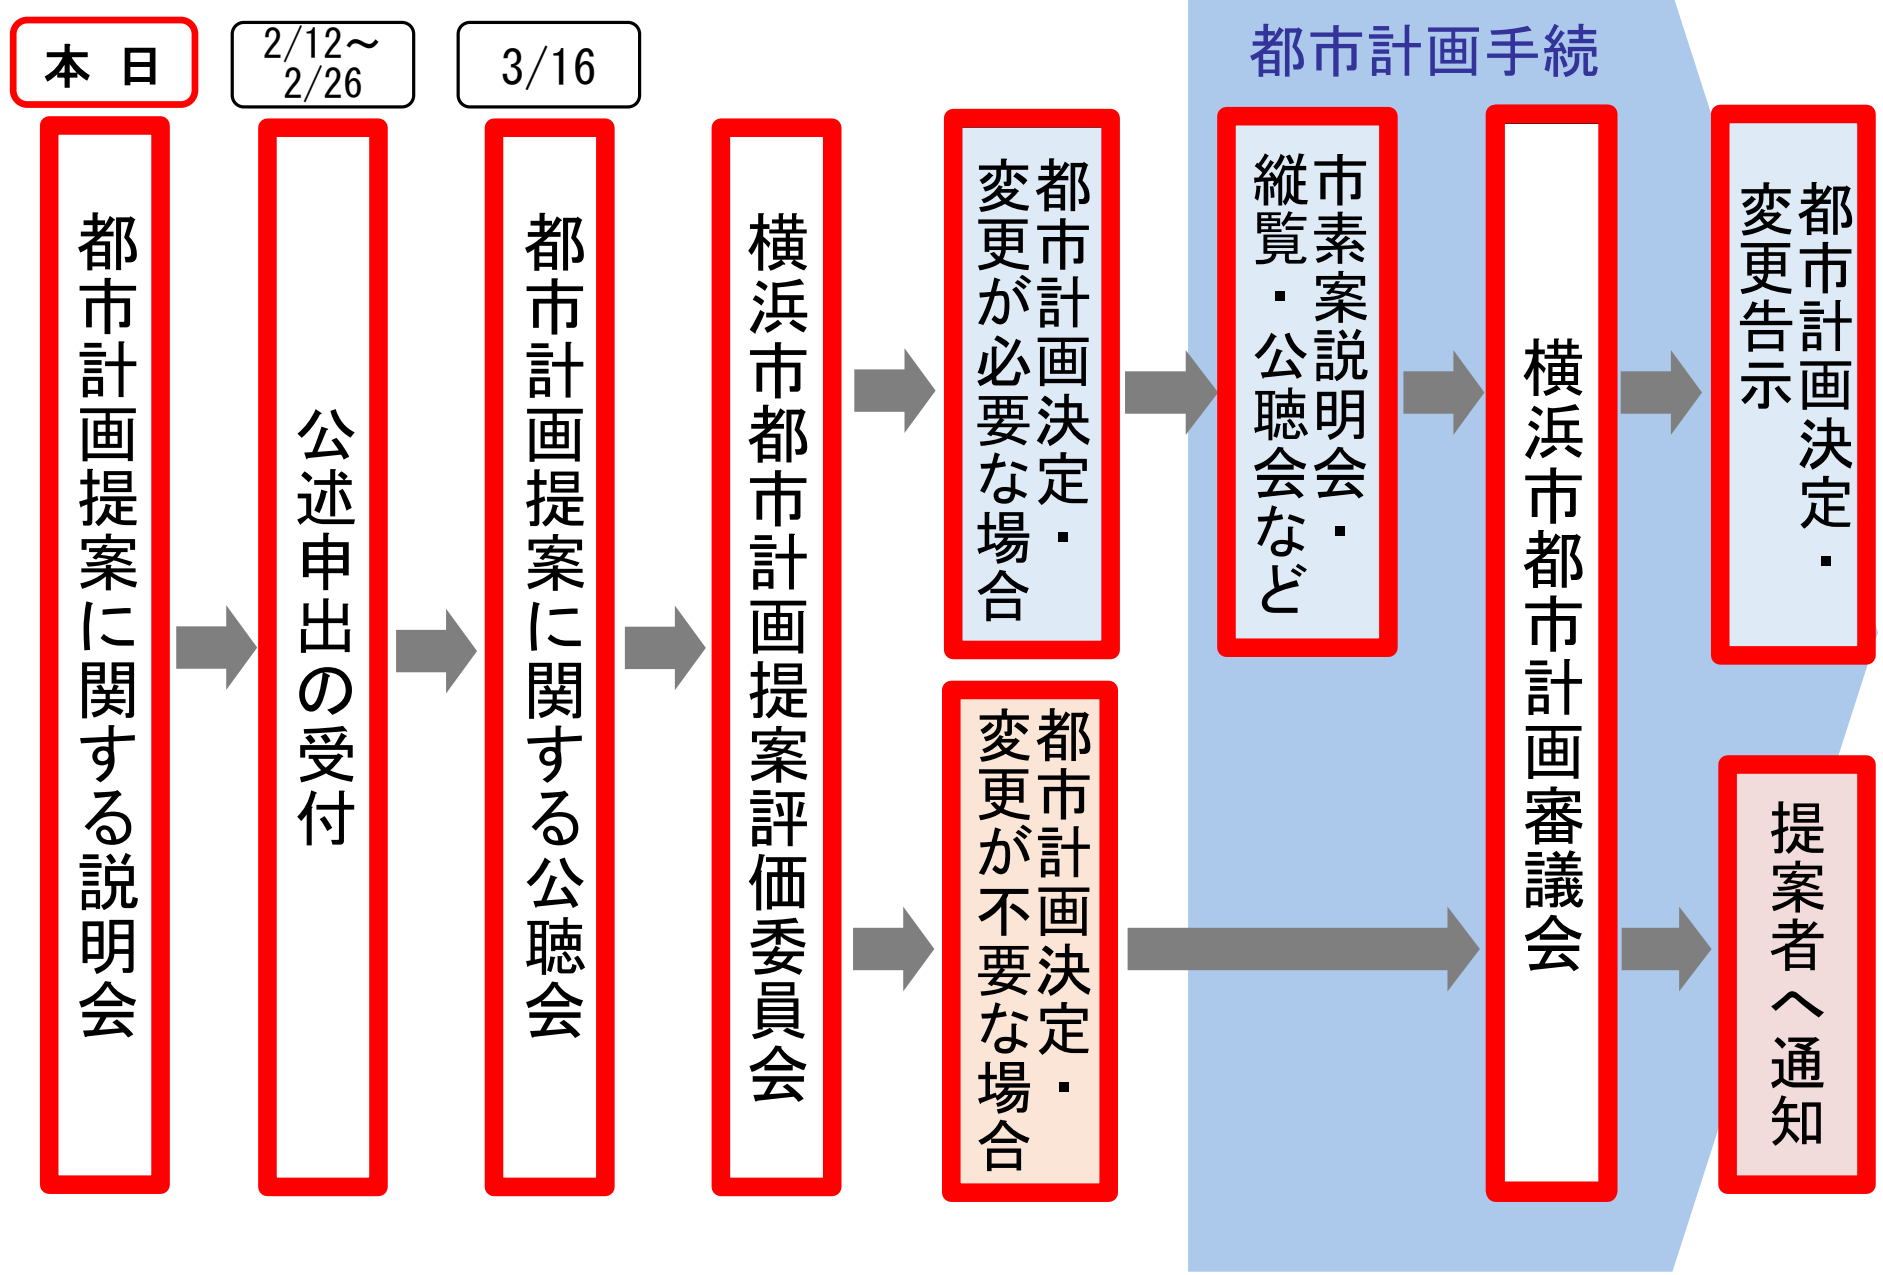 本 日
2/12～
2/26
3/16
都市計画手続
都市計画提案に関する説明会
公述申出の受付
都市計画提案に関する公聴会
横浜市都市計画提案評価委員会
都市計画決定・
変更が必要な場合
都市計画決定・
変更が不要な場合
市素案説明会・
縦覧・公聴会など
横浜市都市計画審議会
都市計画決定・
変更告示
提案者へ通知